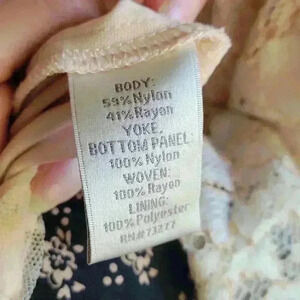 BODY:
59% Nylon
41% Rayon
YOKE,
BOTTOM PANEL:
100% Nylon
WOVEN:
100% Rayon
LINING:
100% Polyester
RN#73277